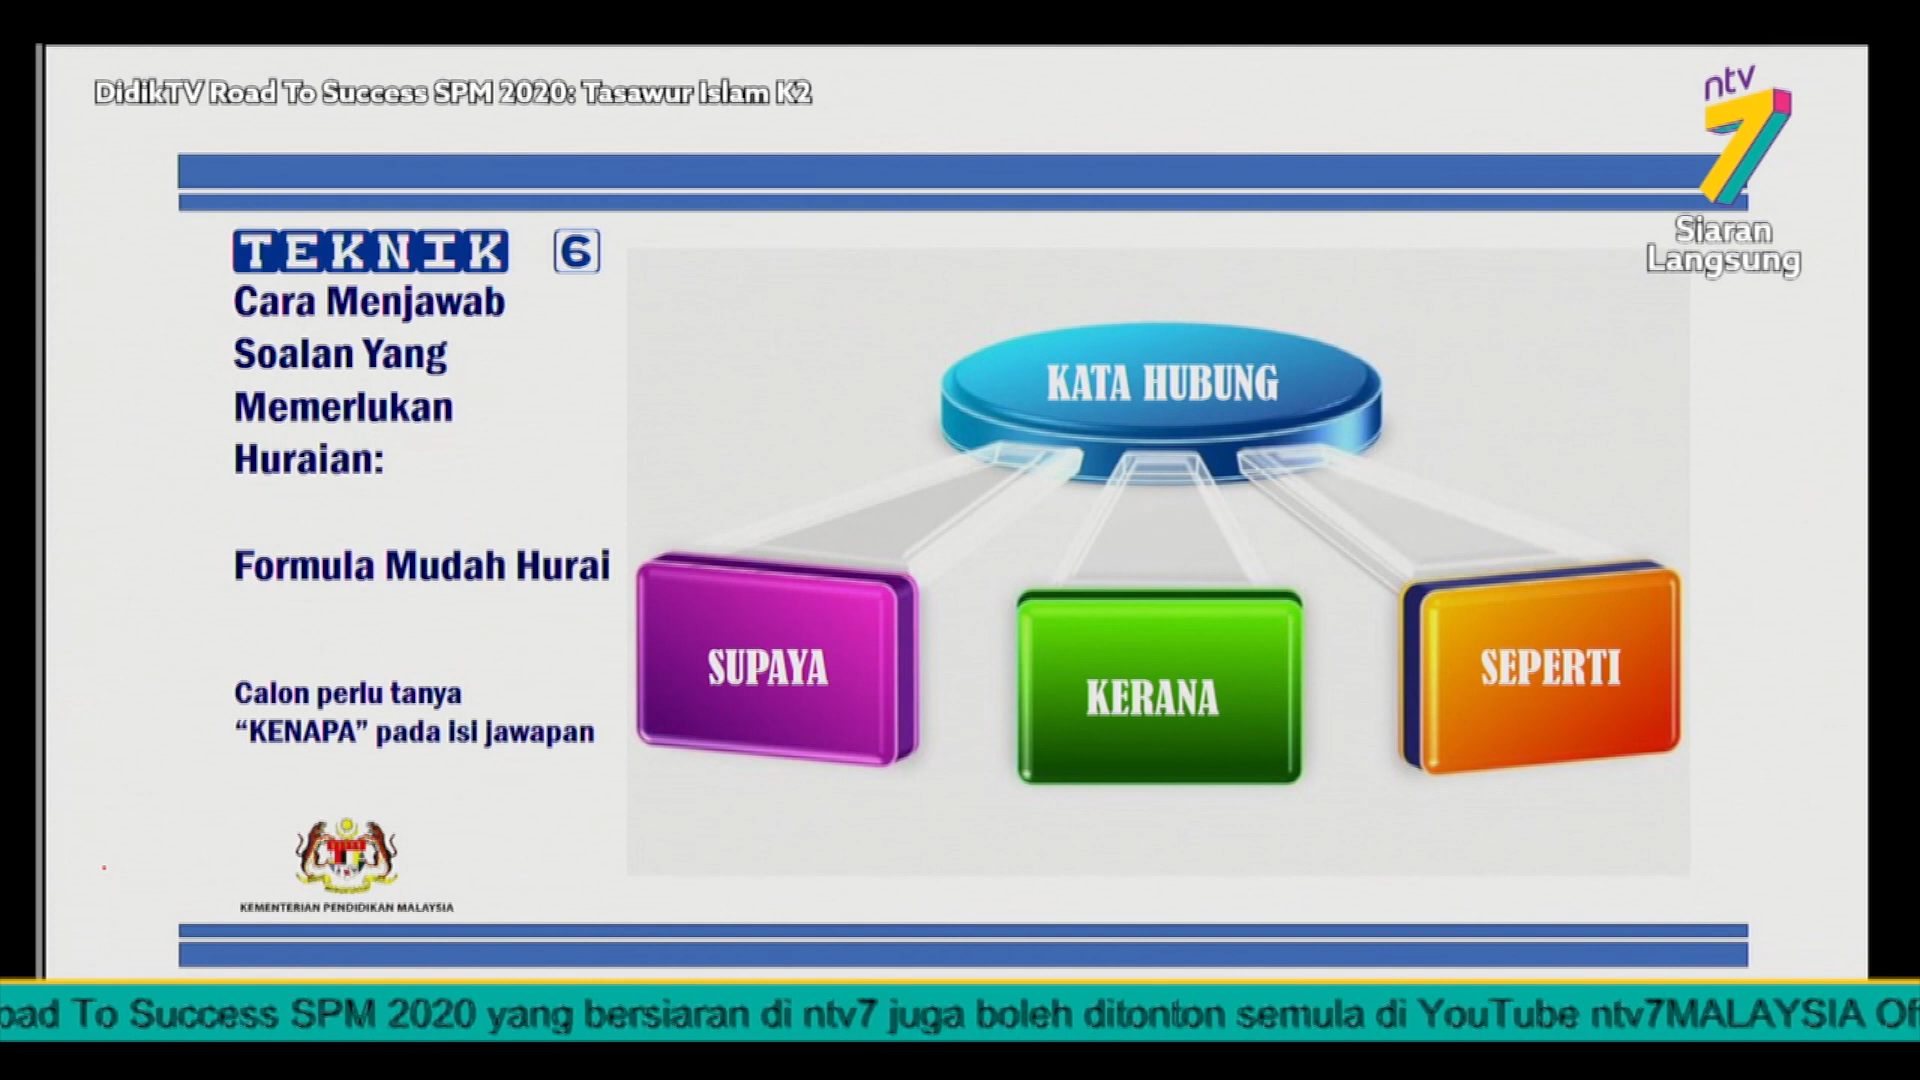 DidikTV Road To Success SPM 2020: Tasawur Islam K2
ntv
7
Siaran
Langsung
TEKNIK 6
Cara Menjawab
Soalan Yang
Memerlukan
Huraian:
Formula Mudah Hurai
Calon perlu tanya
“KENAPA” pada isi jawapan
KATA HUBUNG
SUPAYA
KERANA
SEPERTI
KEMENTERIAN PENDIDIKAN MALAYSIA
oad To Success SPM 2020 yang bersiaran di ntv7 juga boleh ditonton semula di YouTube ntv7MALAYSIA Off